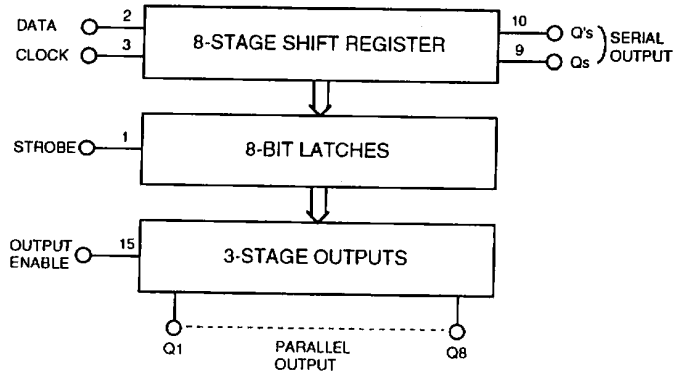 DATA
2
CLOCK
3
8-STAGE SHIFT REGISTER
10
Q's
9
Qs
SERIAL
OUTPUT
STROBE
1
8-BIT LATCHES
OUTPUT
ENABLE
15
3-STAGE OUTPUTS
Q1
PARALLEL
OUTPUT
Q8